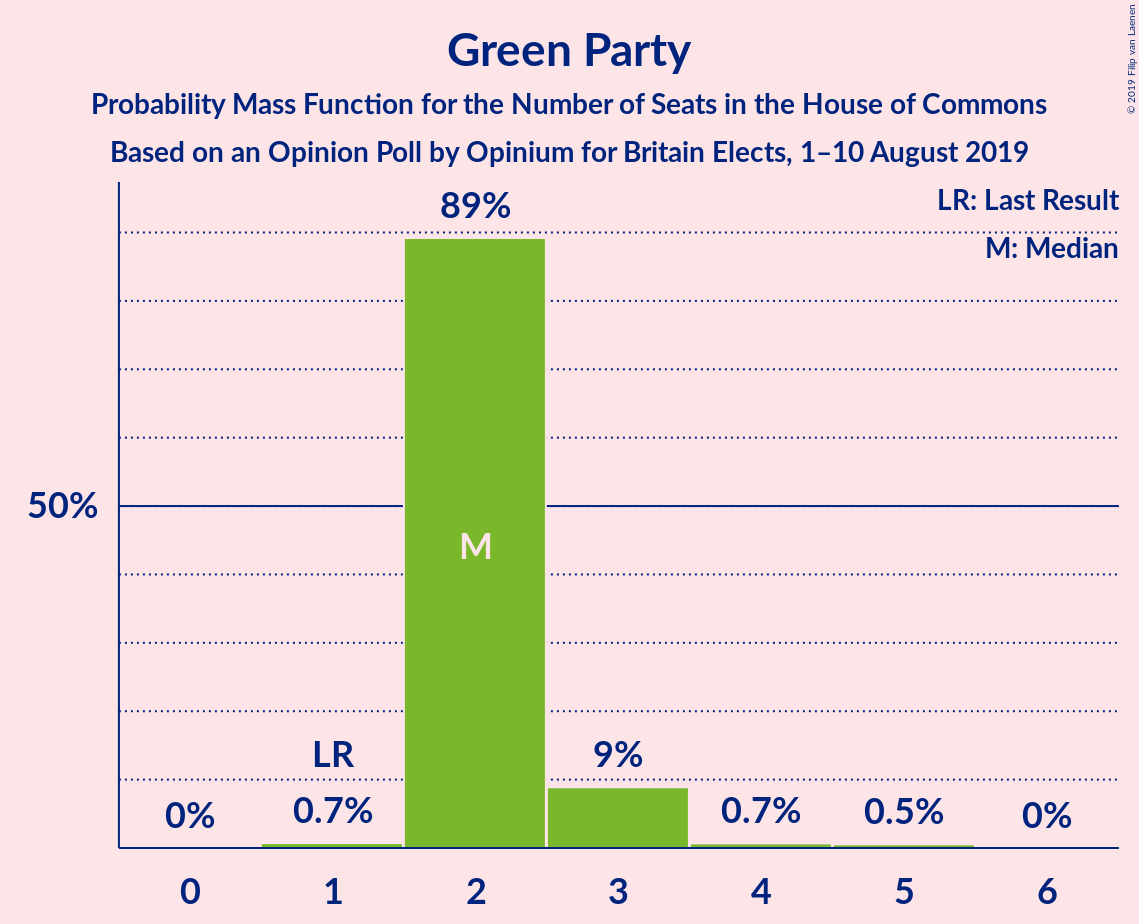 Green Party
Probability Mass Function for the Number of Seats in the House of Commons
Based on an Opinion Poll by Opinium for Britain Elects, 1–10 August 2019
© 2019 Filip van Laenen
LR: Last Result
M: Median
89%
50%
M
LR
9%
0%
0.7%
0.7%
0.5%
0%
0
1
2
3
4
5
6